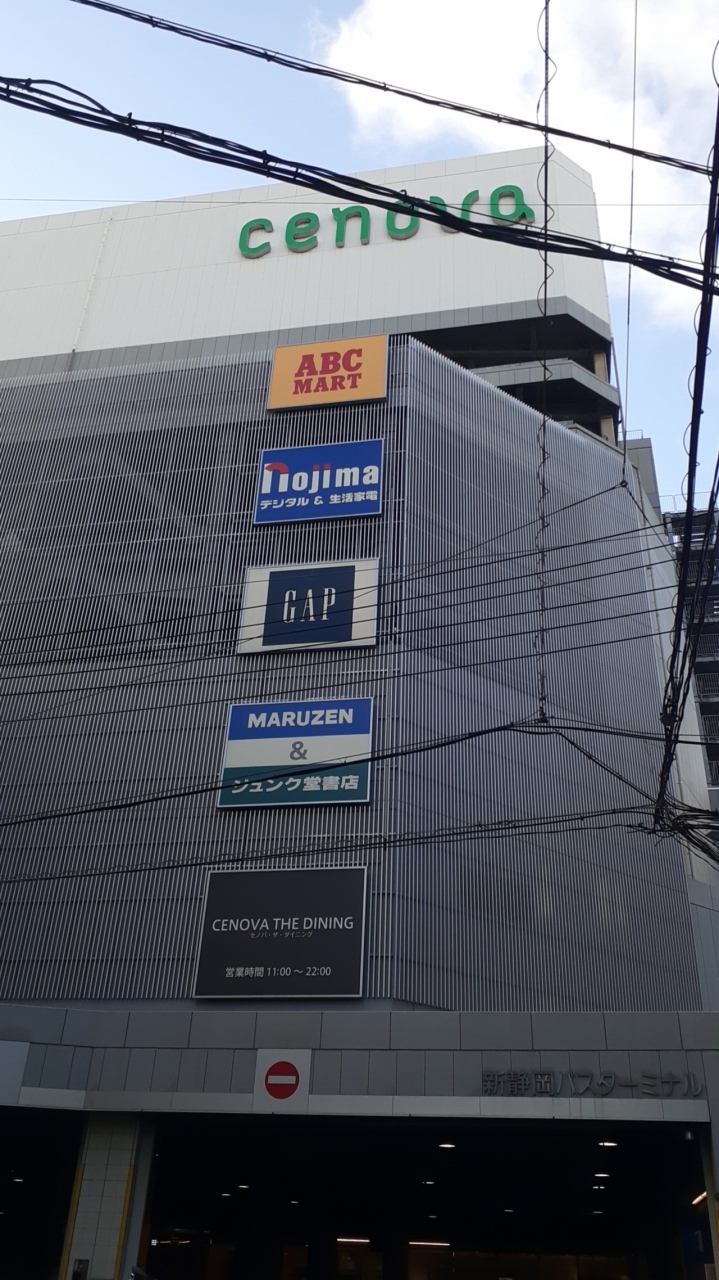 cenova
ABC
MART
nojima
デジタル & 生活家電
GAP
MARUZEN
&
ジュンク堂書店
CENOVA THE DINING
セノバ・ザ・ダイニング
営業時間 11:00 ～ 22:00
新静岡バスターミナル
1